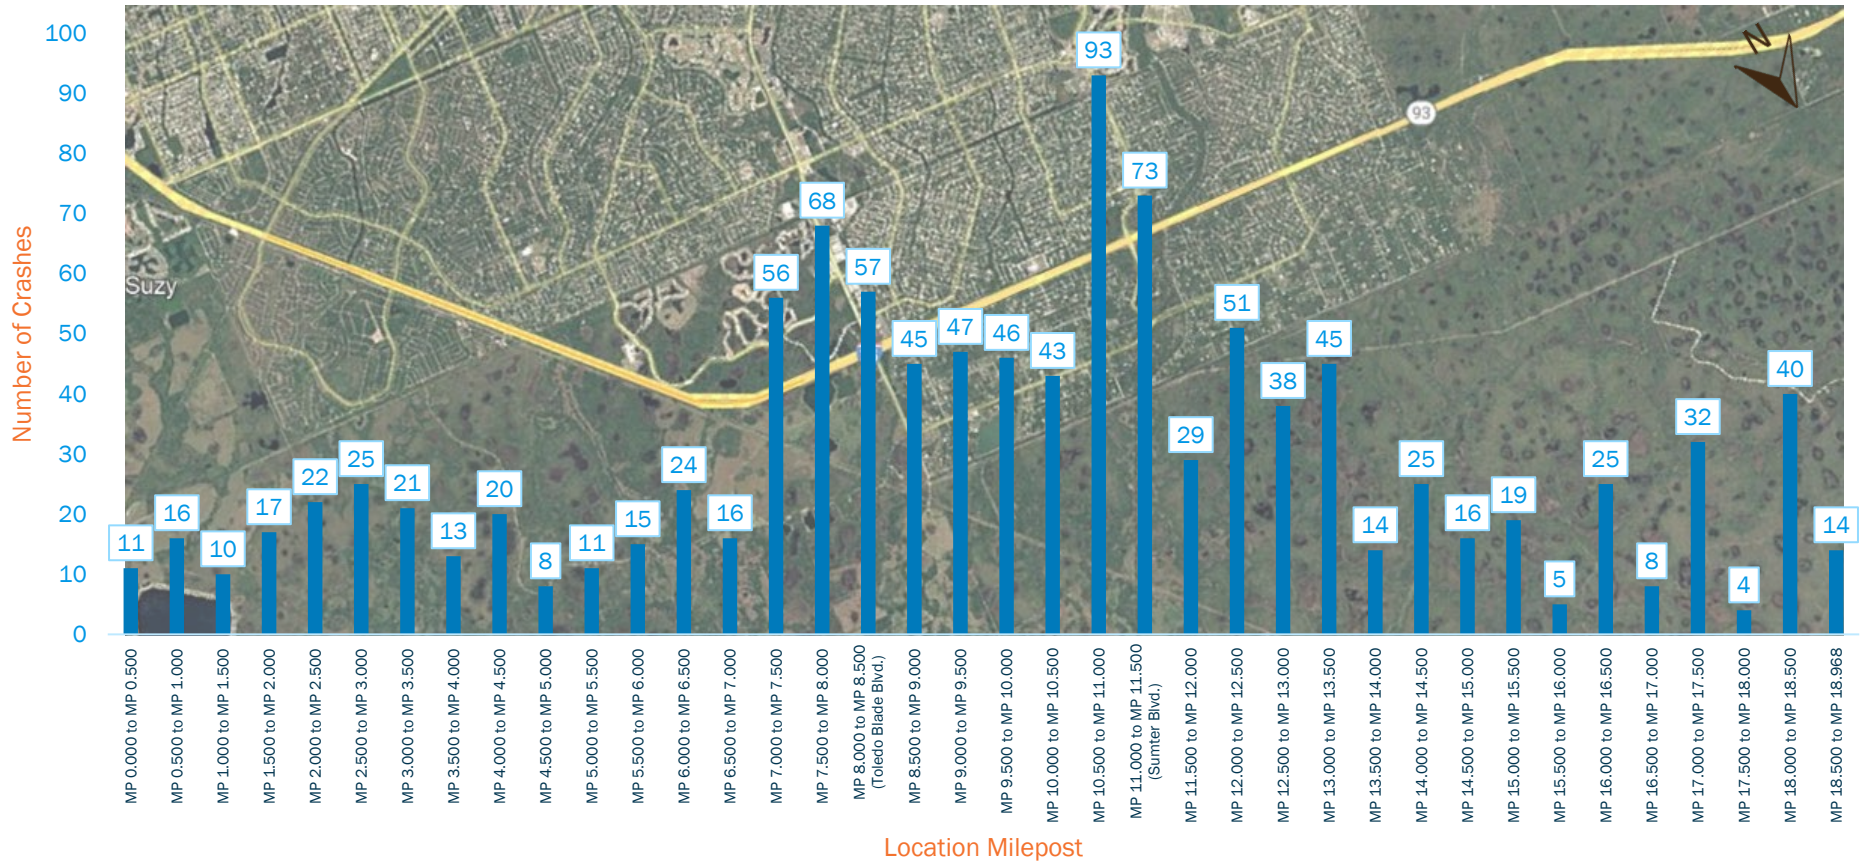 100
90
80
70
60
50
40
30
20
10
0
Number of Crashes
Suzy
93
N
11
16
10
17
22
25
21
13
20
8
11
15
24
16
56
68
57
45
47
46
43
93
73
29
51
38
45
14
25
16
19
5
25
8
32
4
40
14
MP 0.000 to MP 0.500
MP 0.500 to MP 1.000
MP 1.000 to MP 1.500
MP 1.500 to MP 2.000
MP 2.000 to MP 2.500
MP 2.500 to MP 3.000
MP 3.000 to MP 3.500
MP 3.500 to MP 4.000
MP 4.000 to MP 4.500
MP 4.500 to MP 5.000
MP 5.000 to MP 5.500
MP 5.500 to MP 6.000
MP 6.000 to MP 6.500
MP 6.500 to MP 7.000
MP 7.000 to MP 7.500
MP 7.500 to MP 8.000
MP 8.000 to MP 8.500
(Toledo Blade Blvd.)
MP 8.500 to MP 9.000
MP 9.000 to MP 9.500
MP 9.500 to MP 10.000
MP 10.000 to MP 10.500
MP 10.500 to MP 11.000
MP 11.000 to MP 11.500
(Sumter Blvd.)
MP 11.500 to MP 12.000
MP 12.000 to MP 12.500
MP 12.500 to MP 13.000
MP 13.000 to MP 13.500
MP 13.500 to MP 14.000
MP 14.000 to MP 14.500
MP 14.500 to MP 15.000
MP 15.000 to MP 15.500
MP 15.500 to MP 16.000
MP 16.000 to MP 16.500
MP 16.500 to MP 17.000
MP 17.000 to MP 17.500
MP 17.500 to MP 18.000
MP 18.000 to MP 18.500
MP 18.500 to MP 18.968
Location Milepost